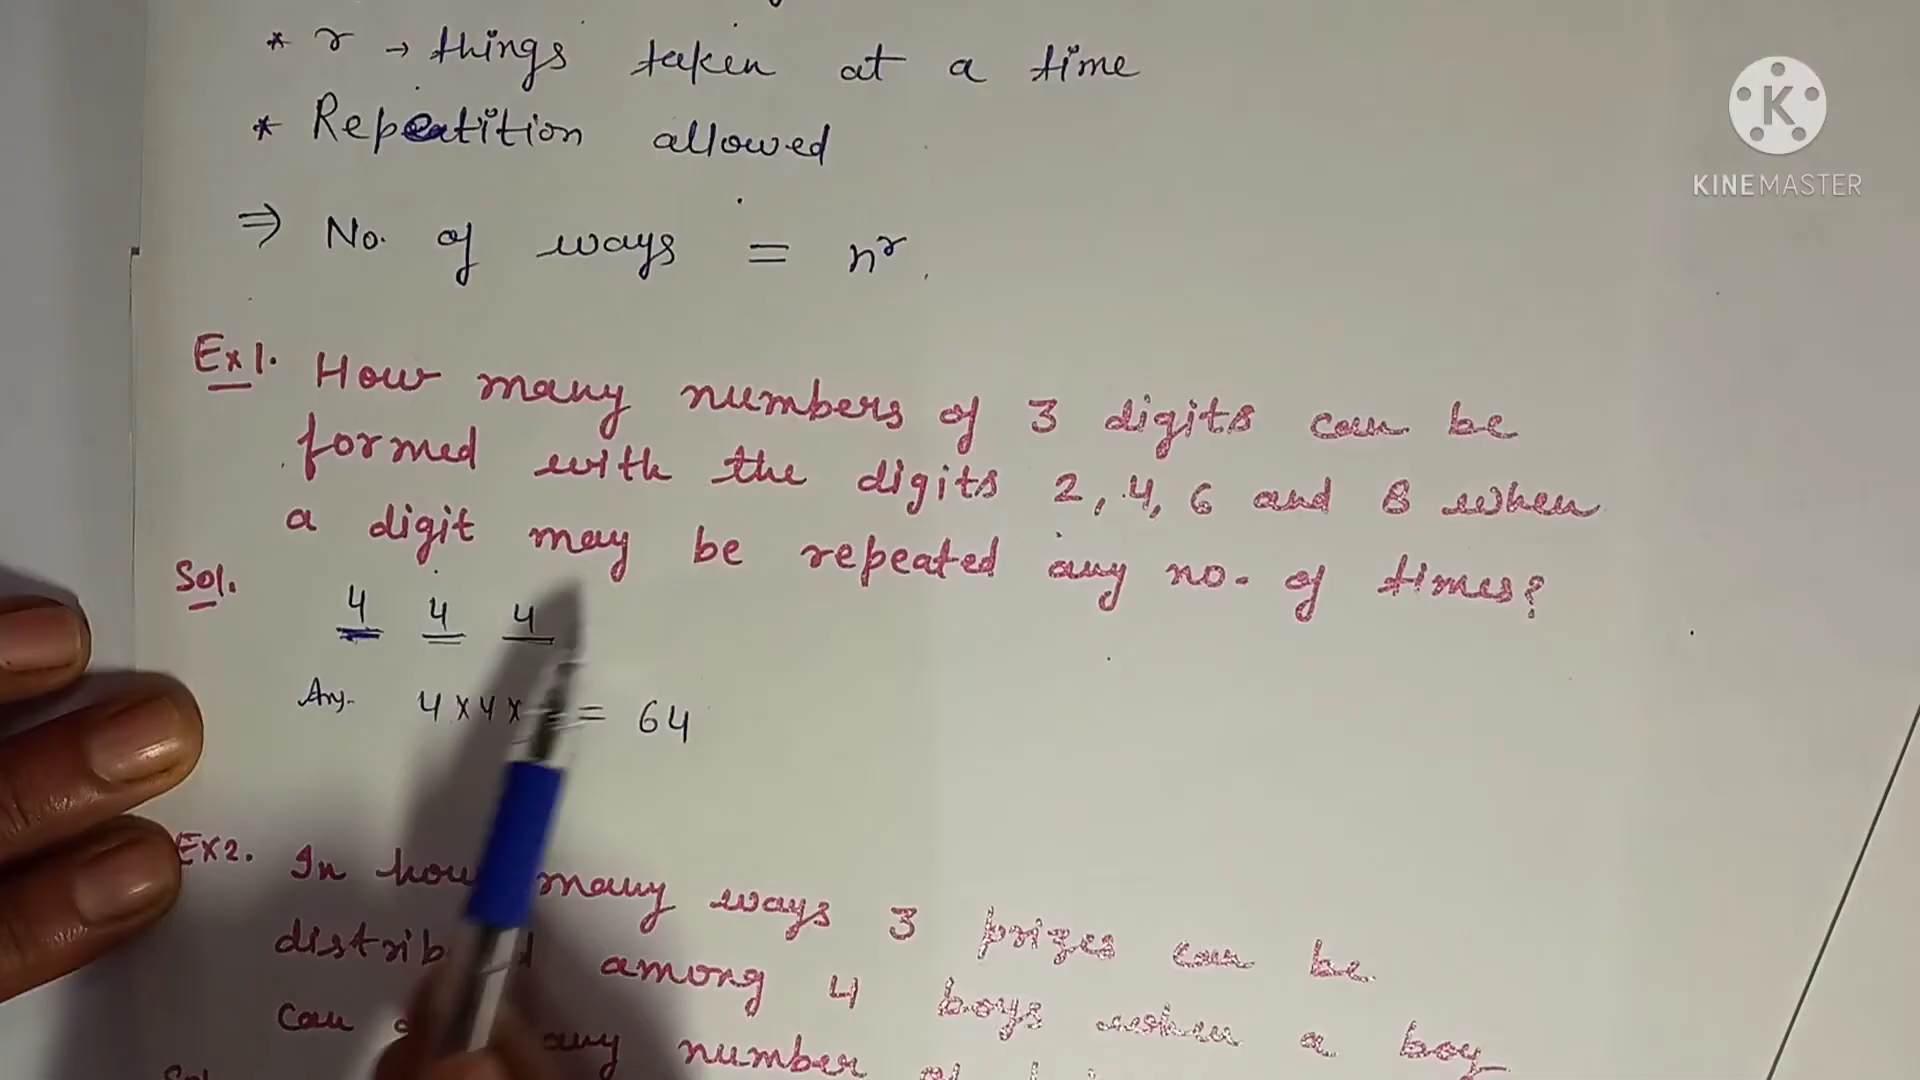 * r → things taken at a time
* Repeatition allowed
KINEMASTER
⇒ No. of ways = n^r.
Ex1. How many numbers of 3 digits can be
formed with the digits 2, 4, 6 and 8 when
a digit may be repeated any no. of times?
Sol.
4 4 4
Ans. 4 x 4 x = 64
Ex2. In how many ways 3 prizes can be
among 4 boys when a boy
can any number